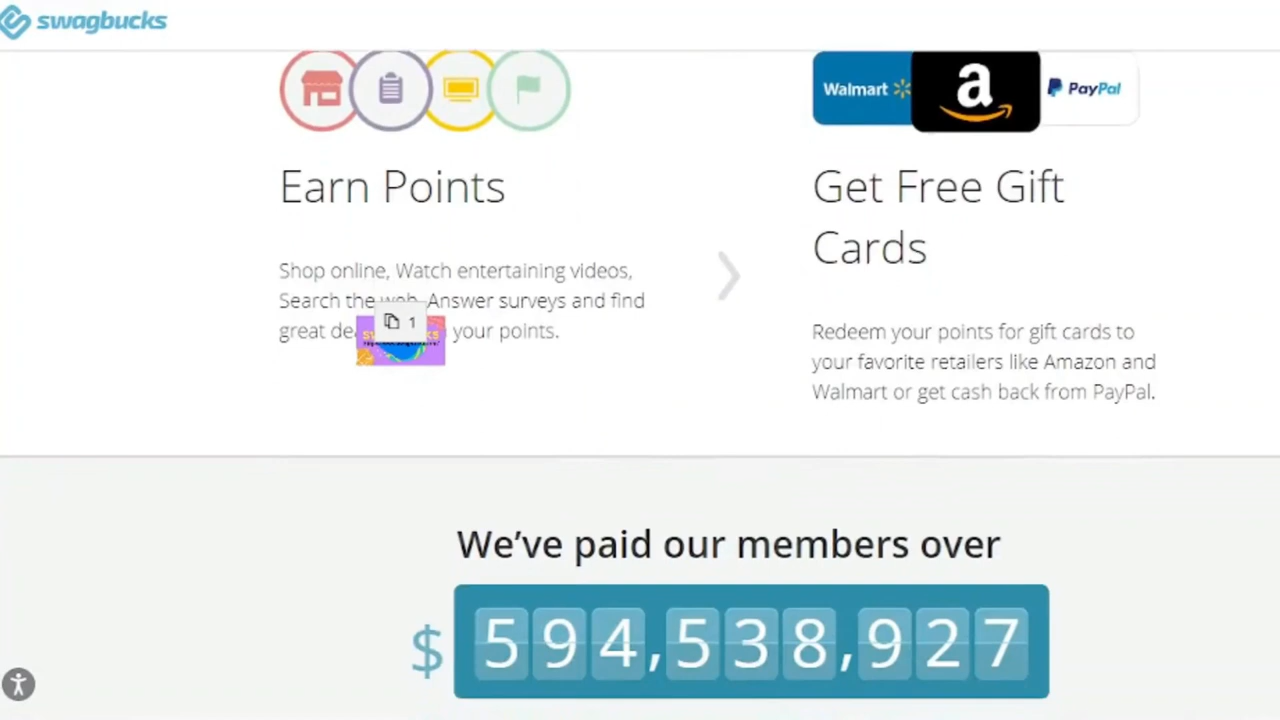 swagbucks
Walmart
PayPal
Earn Points
Get Free Gift
Cards
Shop online, Watch entertaining videos,
Search the web, Answer surveys and find
great your points.
1
Redeem your points for gift cards to
your favorite retailers like Amazon and
Walmart or get cash back from PayPal.
We've paid our members over
$ 594,538,927